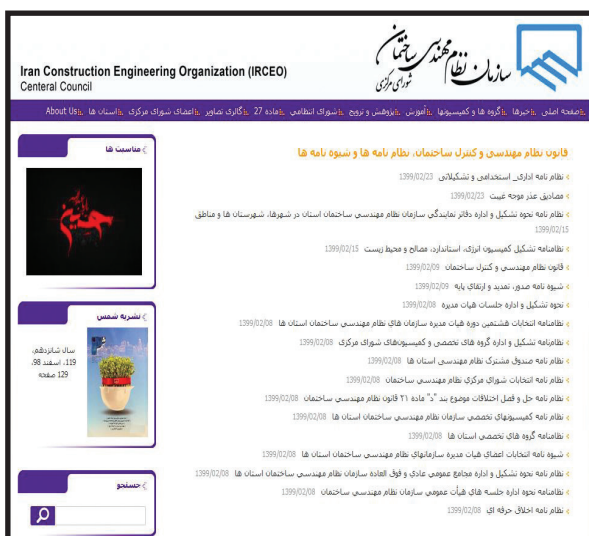 سازمان نظام مهندسی ساختمان
شورای مرکزی
Iran Construction Engineering Organization (IRCEO)
Centeral Council
صفحه اصلی خبرها گروه ها و کمیسیونها آموزش پژوهش و ترویج شورای انتظامی ماده 27 گالری تصاویر اعضای شورای مرکزی استان ها About Us
قانون نظام مهندسی و کنترل ساختمان، نظام نامه ها و شیوه نامه ها
نظام نامه اداری_ استخدامی و تشکیلاتی 1399/02/23
مصادیق عذر موجه غیبت 1399/02/23
نظام نامه نحوه تشکیل و اداره دفاتر نمایندگی سازمان نظام مهندسی ساختمان استان در شهرها، شهرستان ها و مناطق
1399/02/15
نظامنامه تشکیل کمیسیون انرژی، استاندارد، مصالح و محیط زیست 1399/02/15
قانون نظام مهندسی و کنترل ساختمان 1399/02/09
شیوه نامه صدور، تمدید و ارتقای پایه 1399/02/09
نحوه تشکیل و اداره جلسات هیات مدیره 1399/02/08
نظامنامه انتخابات هشتمین دوره هیات مدیره سازمان های نظام مهندسی ساختمان استان ها 1399/02/08
نظامنامه تشکیل و اداره گروه های تخصصی و کمیسیون‌های شورای مرکزی 1399/02/08
نظام نامه صندوق مشترک نظام مهندسی استان ها 1399/02/08
نظام نامه انتخابات شورای مرکزی نظام مهندسی ساختمان 1399/02/08
نظام نامه حل و فصل اختلافات موضوع بند "د" ماده ۲۱ قانون نظام مهندسی ساختمان 1399/02/08
نظام نامه کمیسیونهای تخصصی سازمان نظام مهندسی ساختمان استان ها 1399/02/08
نظامنامه گروه های تخصصی استان ها 1399/02/08
شیوه نامه انتخابات اعضای هیات مدیره سازمانهای نظام مهندسی ساختمان استان ها 1399/02/08
نظام نامه نحوه تشکیل و اداره مجامع عمومی عادی و فوق العاده سازمان نظام مهندسی ساختمان استان ها 1399/02/08
نظامنامه نحوه اداره جلسه های هیأت عمومی سازمان نظام مهندسی ساختمان 1399/02/08
نظام نامه اخلاق حرفه ای 1399/02/08
مناسبت ها
حسین
نشریه شمس
سال شانزدهم،
119، اسفند 98،
129 صفحه
جستجو